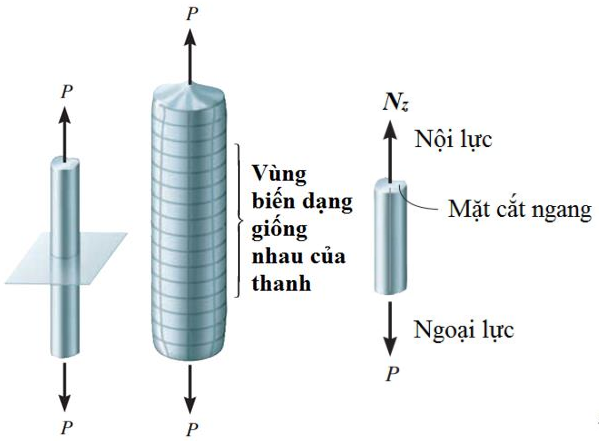 P
P
P
P
Vùng
biến dạng
giống
nhau của
thanh
Nz
Nội lực
Mặt cắt ngang
Ngoại lực
P